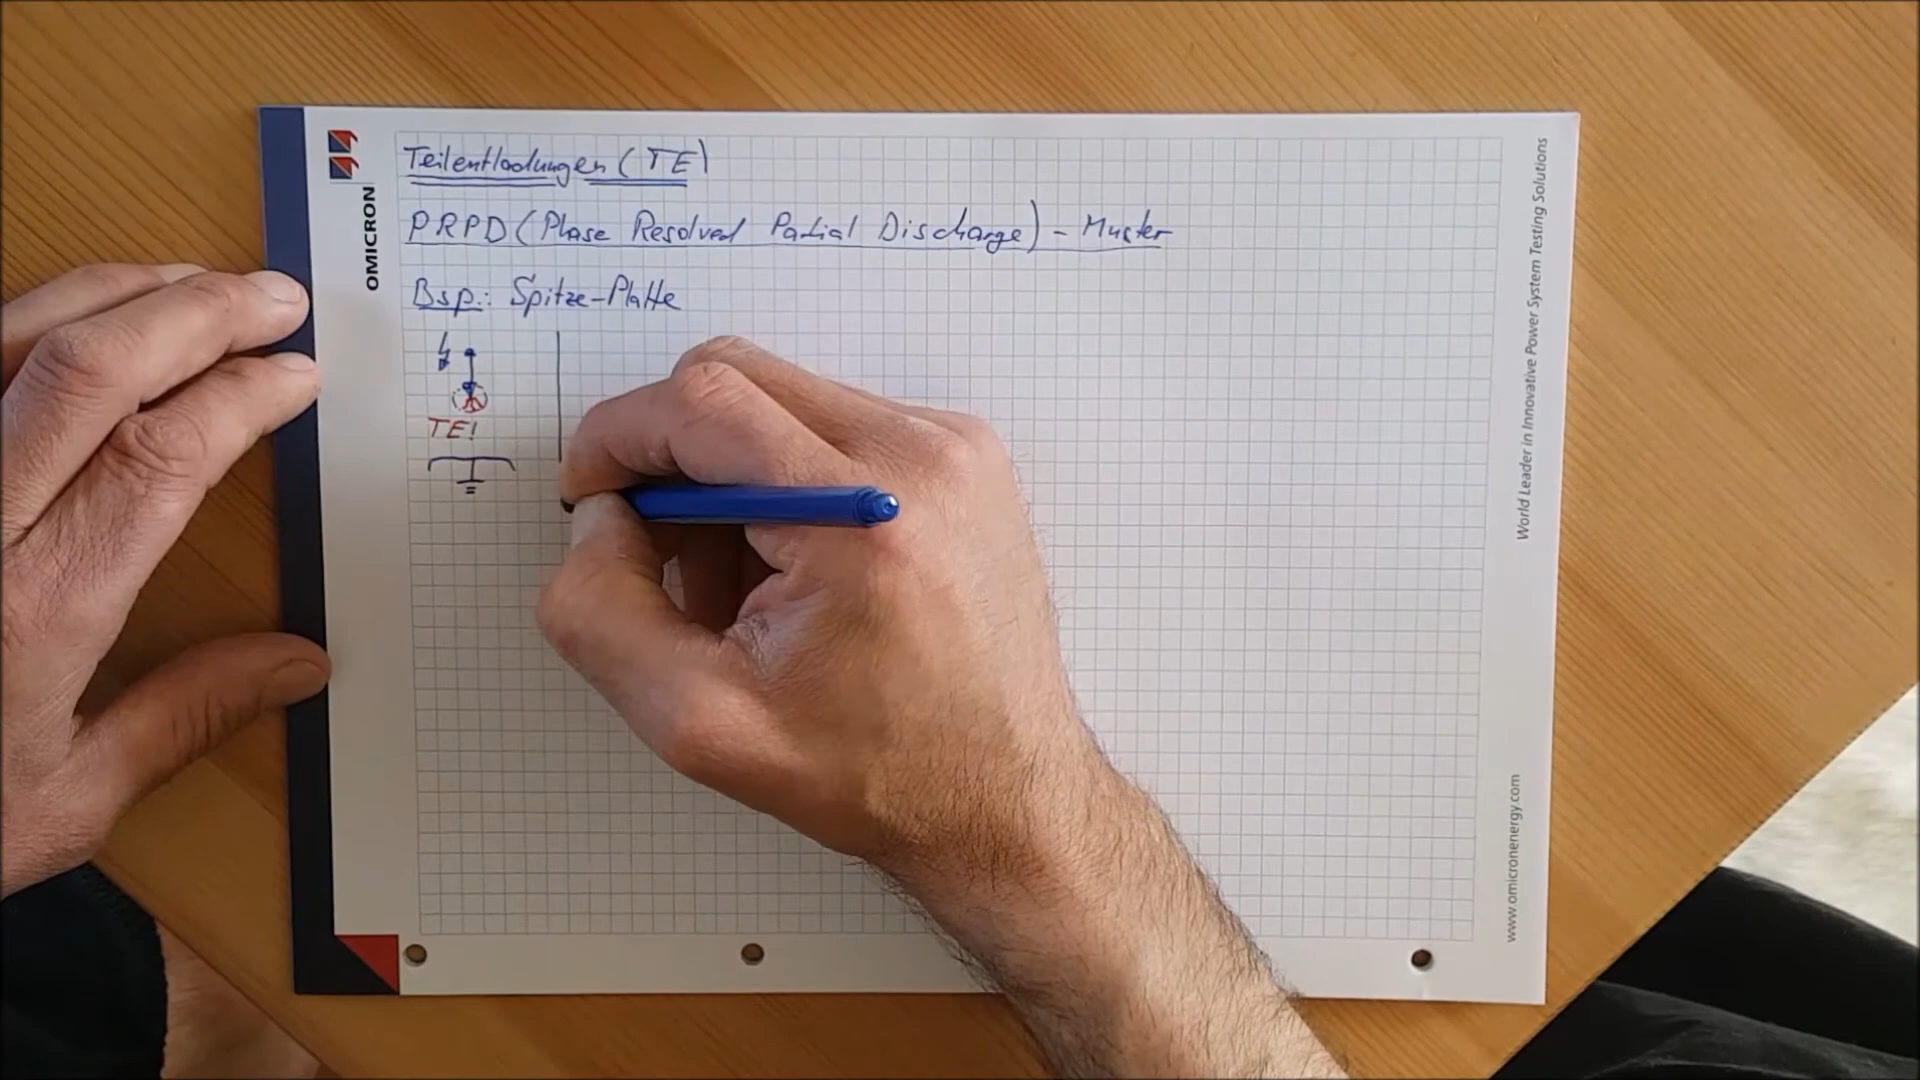 Teilentladungen (TE)
PRPD (Phase Resolved Partial Discharge) - Muster
Bsp.: Spitze-Platte
TE!
OMICRON
World Leader in Innovative Power System Testing Solutions
www.omicronenergy.com